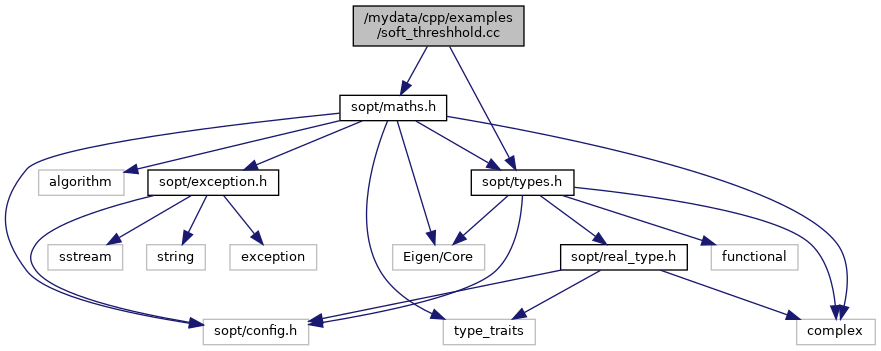 /mydata/cpp/examples
/soft_threshhold.cc
sopt/maths.h
algorithm
sopt/exception.h
sopt/types.h
sstream
string
exception
Eigen/Core
sopt/real_type.h
functional
sopt/config.h
type_traits
complex